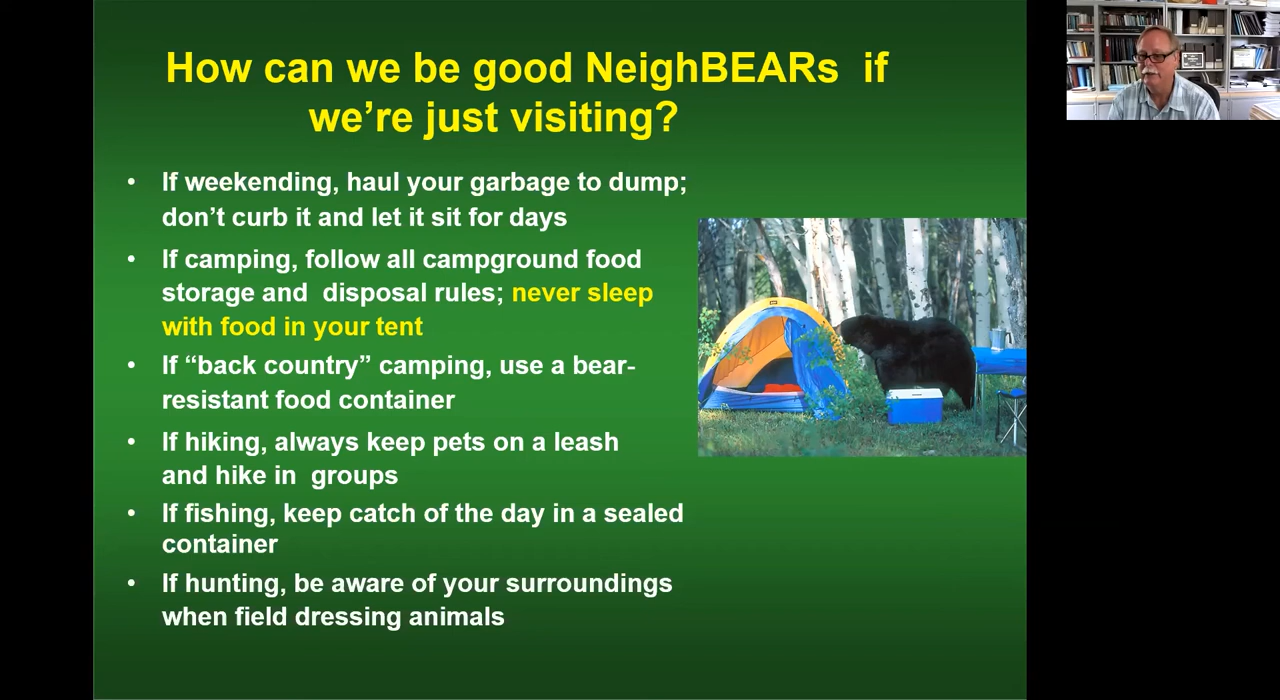 How can we be good NeighBEARs if
we’re just visiting?
• If weekending, haul your garbage to dump;
don’t curb it and let it sit for days
• If camping, follow all campground food
storage and disposal rules; never sleep
with food in your tent
• If “back country” camping, use a bear-
resistant food container
• If hiking, always keep pets on a leash
and hike in groups
• If fishing, keep catch of the day in a sealed
container
• If hunting, be aware of your surroundings
when field dressing animals